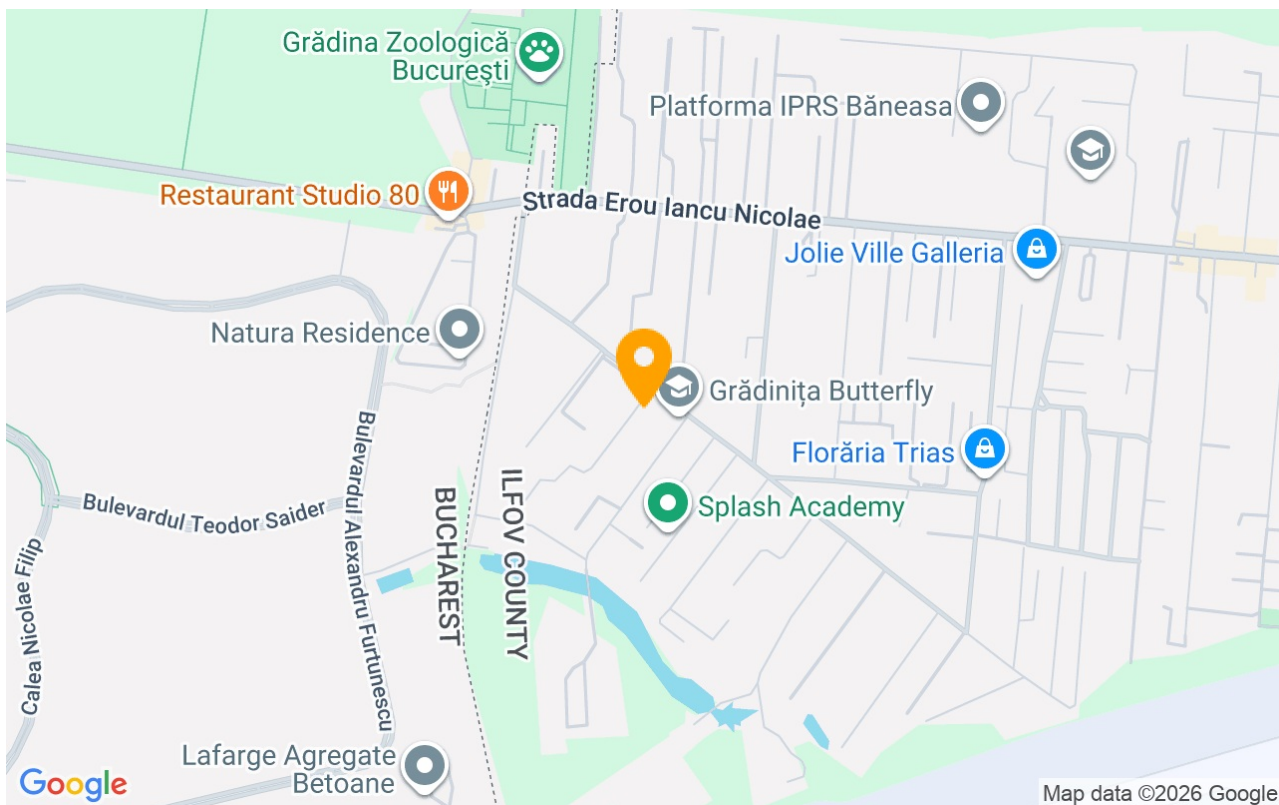 Grădina Zoologică
București
Platforma IPRS Băneasa
Restaurant Studio 80
Strada Erou Iancu Nicolae
Jolie Ville Galleria
Natura Residence
Grădinița Butterfly
Florăria Trias
Splash Academy
Bulevardul Teodor Saider
Bulevardul Alexandru Furtunescu
BUCHAREST
ILFOV COUNTY
Calea Nicolae Filip
Lafarge Agregate
Betoane
Google
Map data ©2026 Google